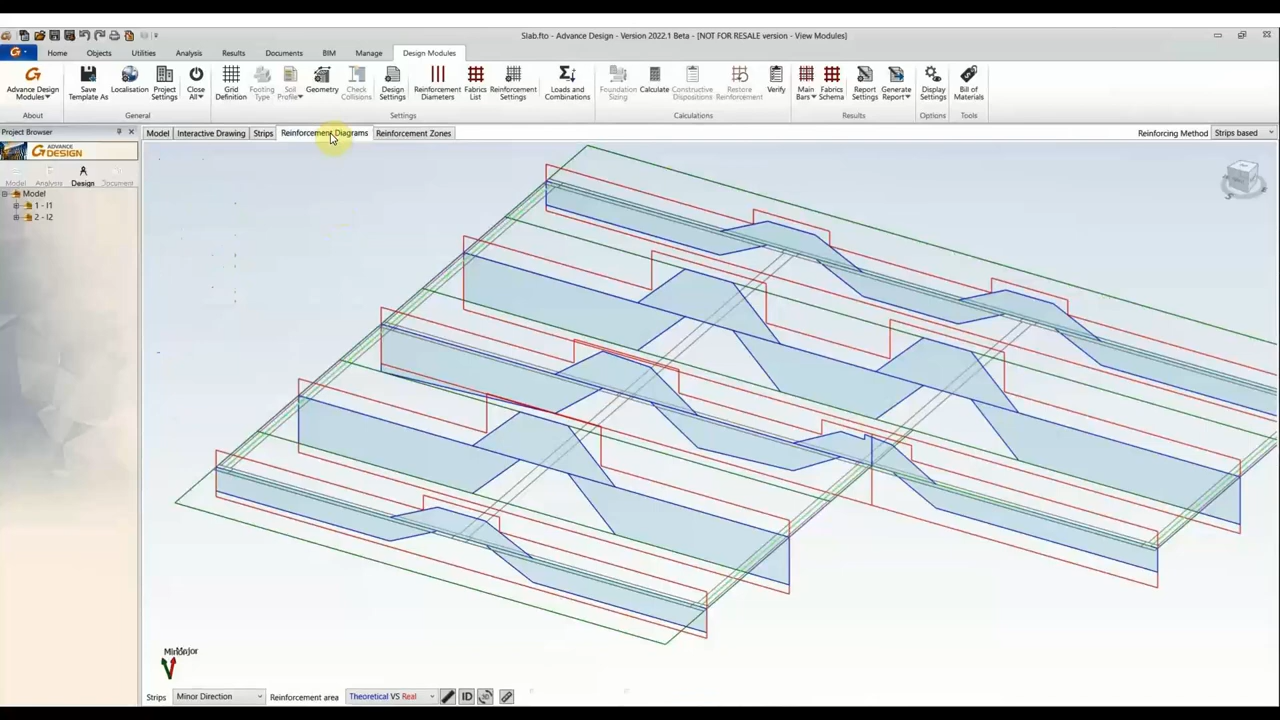 Slab.fto - Advance Design - Version 2022.1 Beta - [NOT FOR RESALE version - View Modules]
Home Objects Utilities Analysis Results Documents BIM Manage Design Modules
Advance Design Modules
Save Template As
Localisation
Project Settings
Close All
Grid Definition
Footing Type
Soil Profile
Geometry
Check Collisions
Design Settings
Reinforcement Diameters
Fabrics List
Reinforcement Settings
Loads and Combinations
Foundation Sizing
Calculate
Constructive Dispositions
Restore Reinforcement
Verify
Main Bars
Fabrics Schema
Report Settings
Generate Report
Display Settings
Bill of Materials
About General Settings Calculations Results Options Tools
Project Browser
Model Interactive Drawing Strips Reinforcement Diagrams Reinforcement Zones
Reinforcing Method Strips based
ADVANCE DESIGN
Model Analysis Design Document
Model
1 - I1
2 - I2
Strips Minor Direction Reinforcement area Theoretical VS Real ID